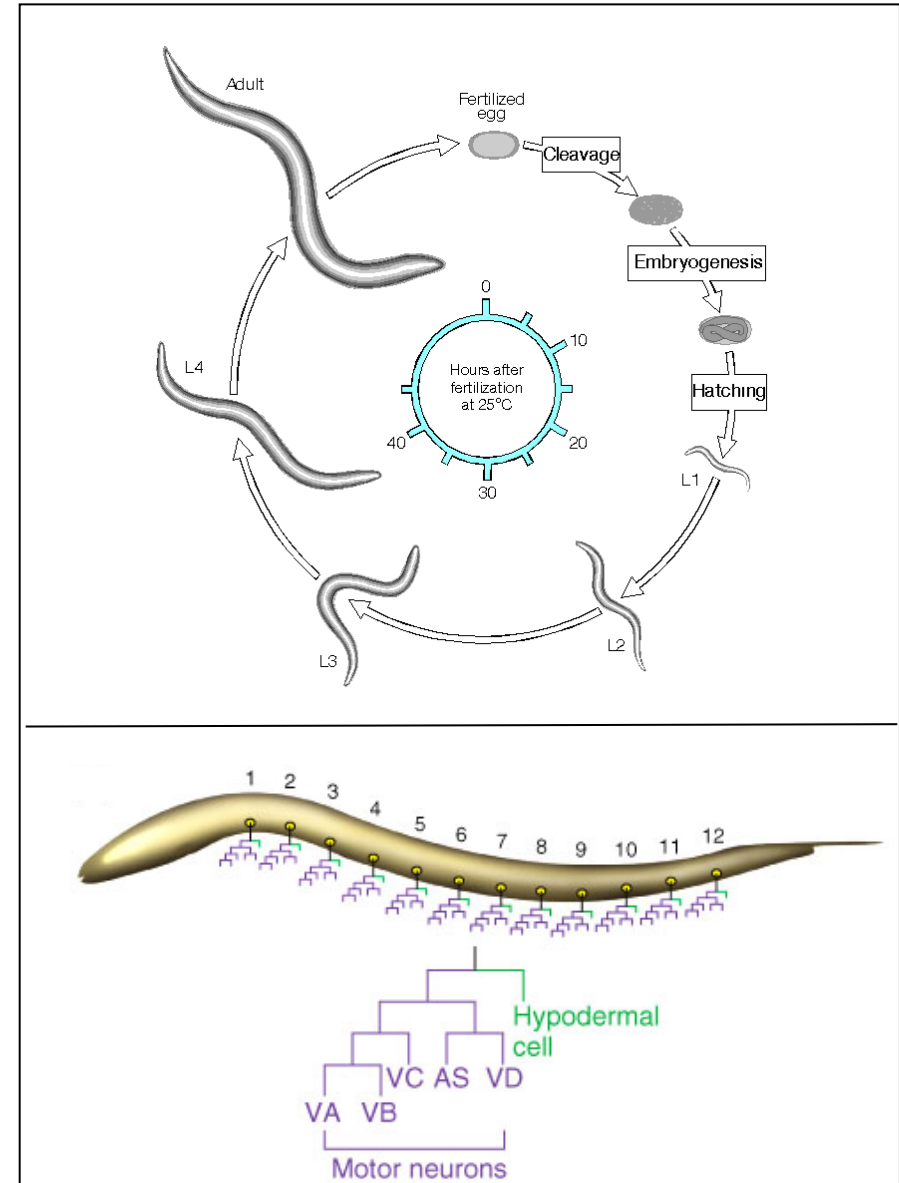 Adult
Fertilized
egg
Cleavage
Embryogenesis
Hatching
L1
L2
L3
L4
0
10
20
30
40
Hours after
fertilization
at 25°C
1 2 3 4 5 6 7 8 9 10 11 12
Hypodermal
cell
VC AS VD
VA VB
Motor neurons